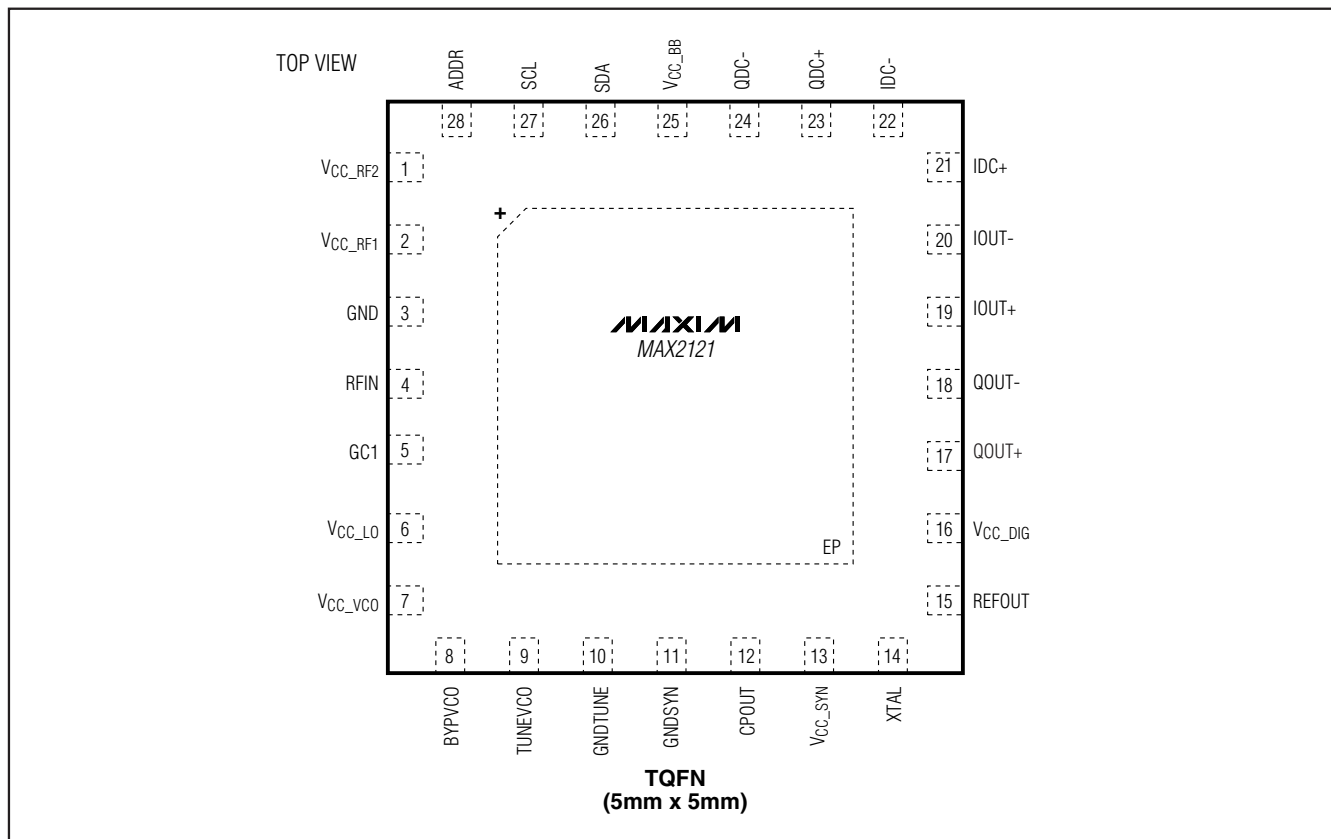 TOP VIEW
ADDR
SCL
SDA
VCC_BB
QDC-
QDC+
IDC-
28
27
26
25
24
23
22
VCC_RF2
1
VCC_RF1
2
GND
3
RFIN
4
GC1
5
VCC_LO
6
VCC_VCO
7
+
MAXIM
MAX2121
EP
21
IDC+
20
IOUT-
19
IOUT+
18
QOUT-
17
QOUT+
16
VCC_DIG
15
REFOUT
8
9
10
11
12
13
14
BYPVCO
TUNEVCO
GNDTUNE
GNDSYN
CPOUT
VCC_SYN
XTAL
TQFN
(5mm x 5mm)